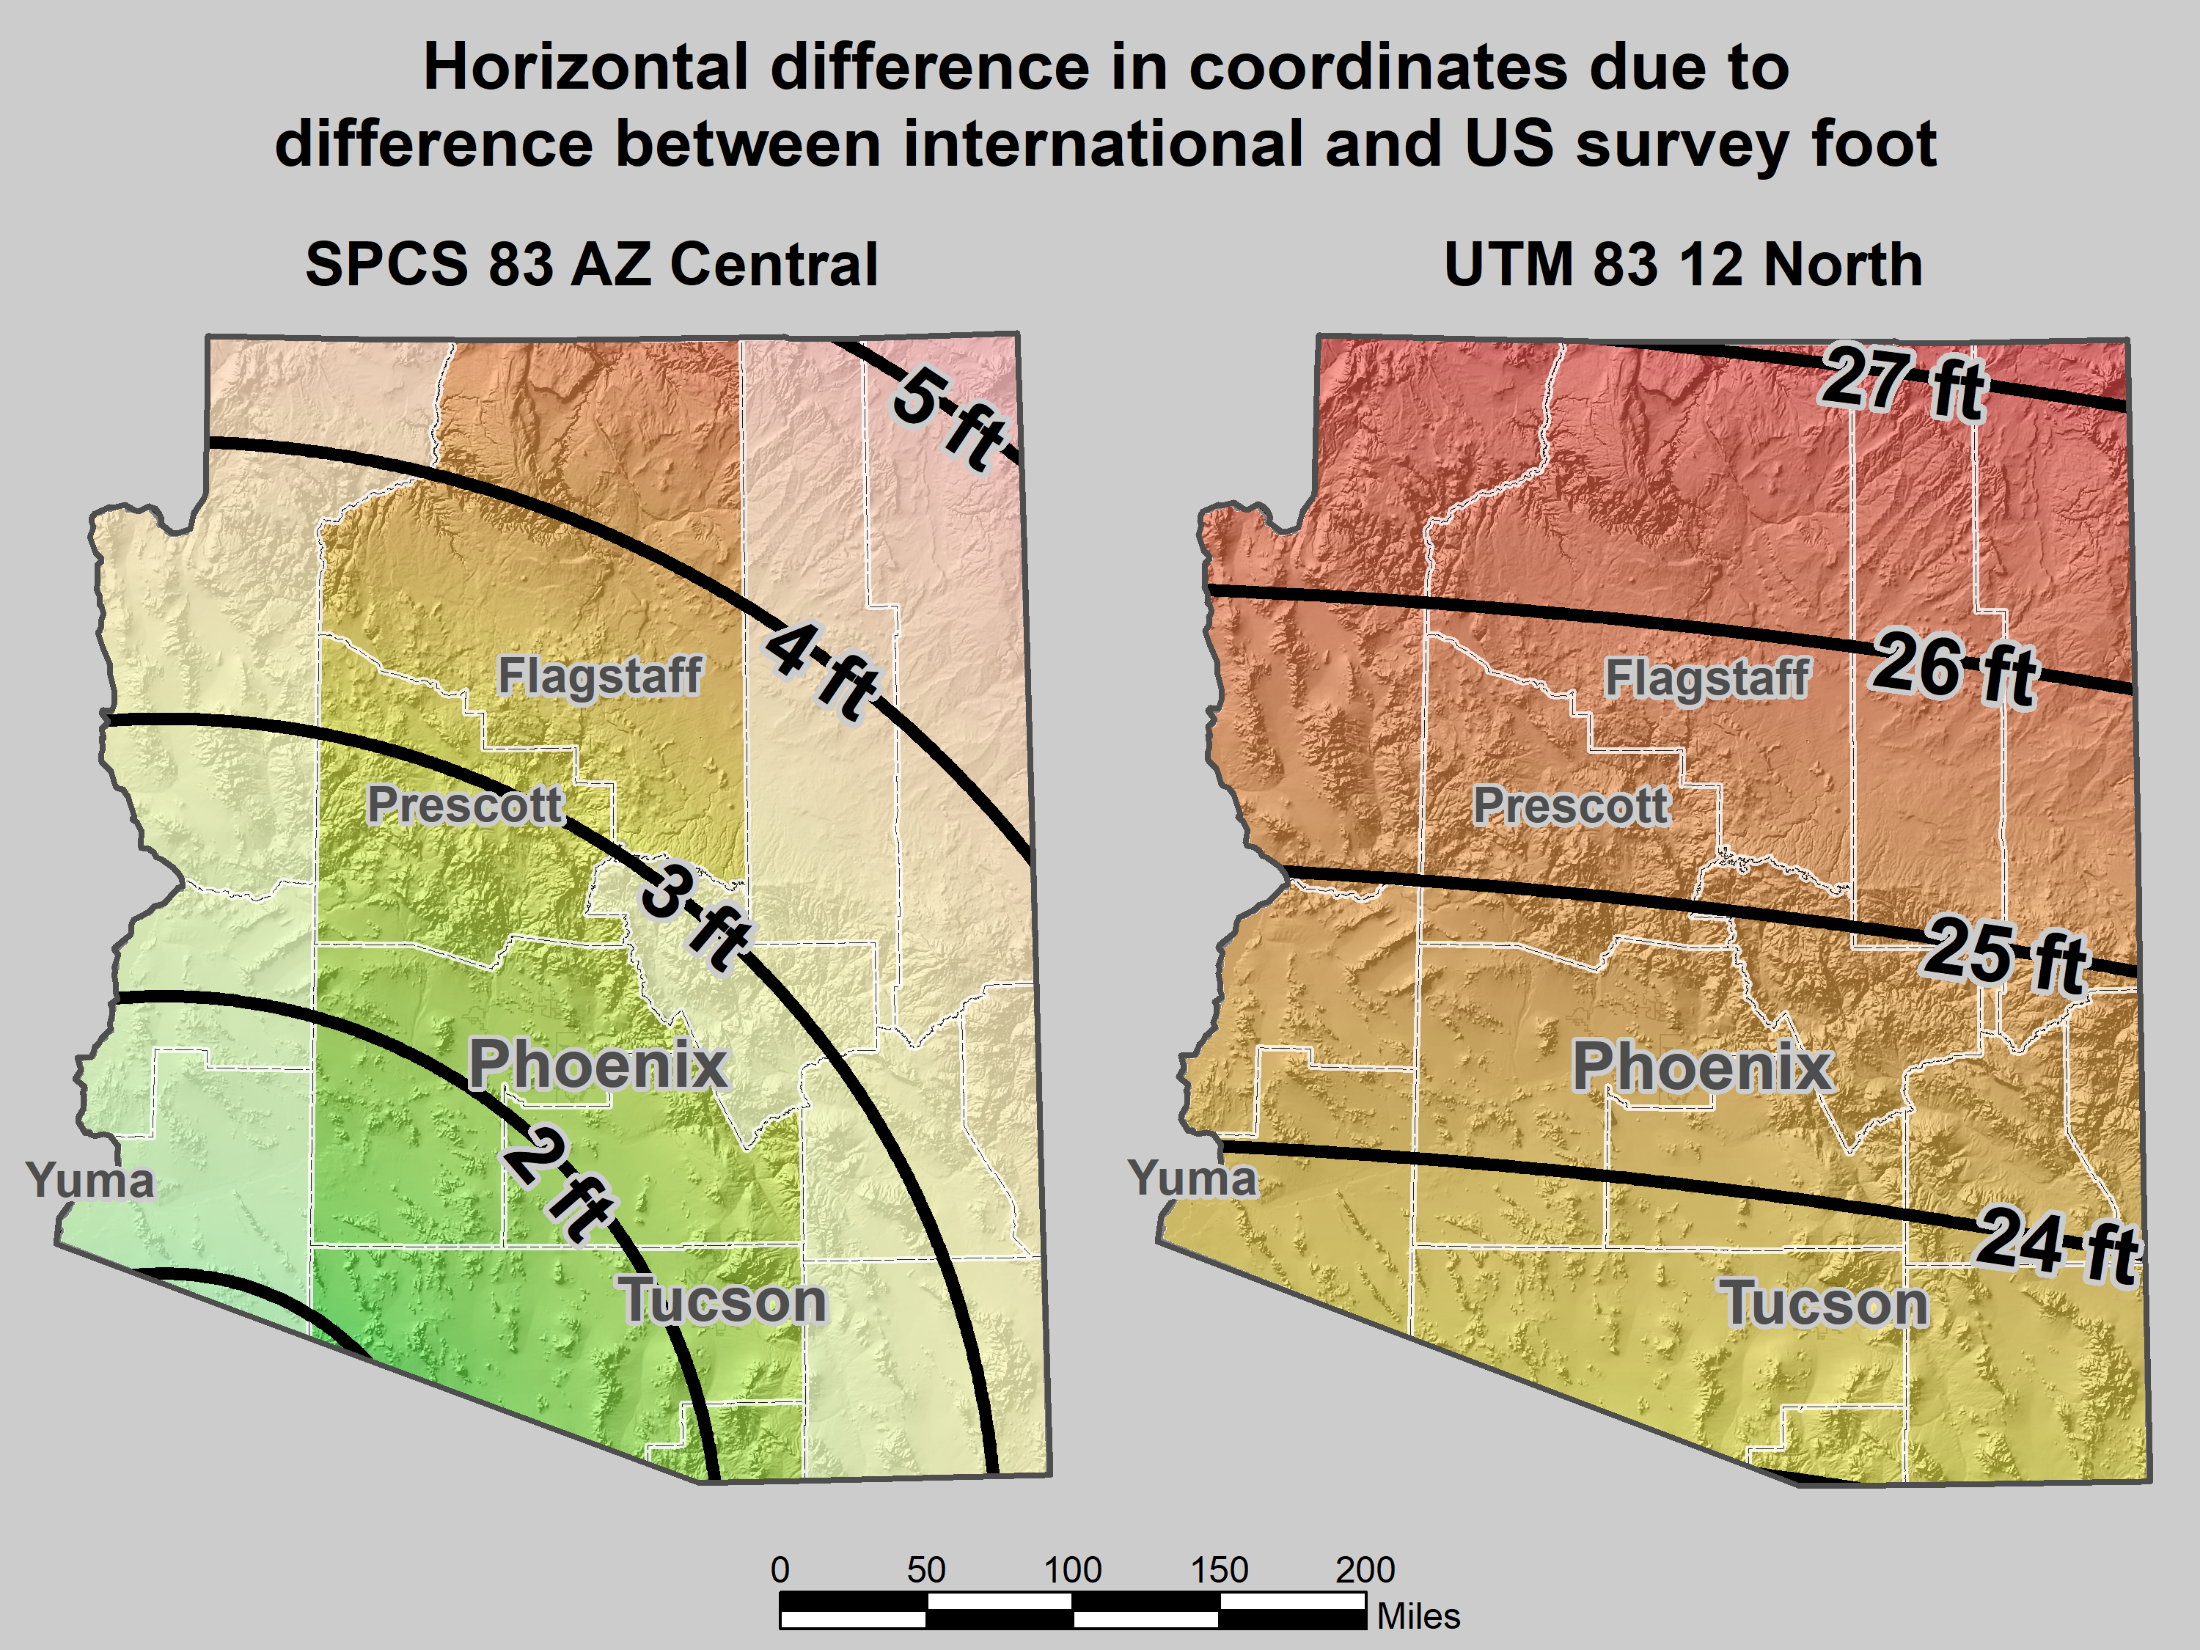 Horizontal difference in coordinates due to
difference between international and US survey foot
SPCS 83 AZ Central
5 ft
4 ft
Flagstaff
Prescott
3 ft
Phoenix
2 ft
Yuma
Tucson
UTM 83 12 North
27 ft
26 ft
Flagstaff
Prescott
25 ft
Phoenix
Yuma
24 ft
Tucson
0 50 100 150 200
Miles